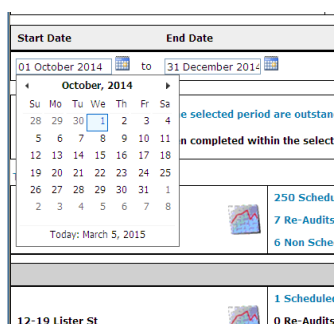 Start Date End Date
01 October 2014 to 31 December 2014
October, 2014
Su Mo Tu We Th Fr Sa
28 29 30 1 2 3 4
5 6 7 8 9 10 11
12 13 14 15 16 17 18
19 20 21 22 23 24 25
26 27 28 29 30 31 1
2 3 4 5 6 7 8
Today: March 5, 2015
e selected period are outstan
n completed within the select
250 Schedu
7 Re-Audits
6 Non Sche
1 Scheduled
12-19 Lister St 0 Re-Audits